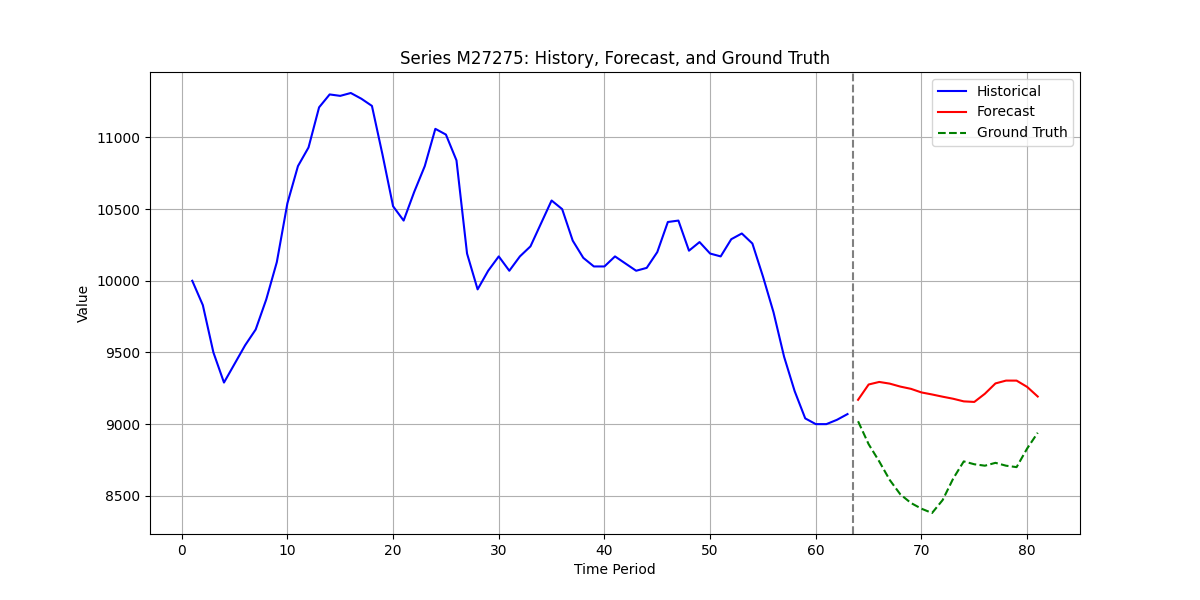 Series M27275: History, Forecast, and Ground Truth
Historical
Forecast
Ground Truth
11000
10500
10000
9500
9000
8500
Value
0 10 20 30 40 50 60 70 80
Time Period